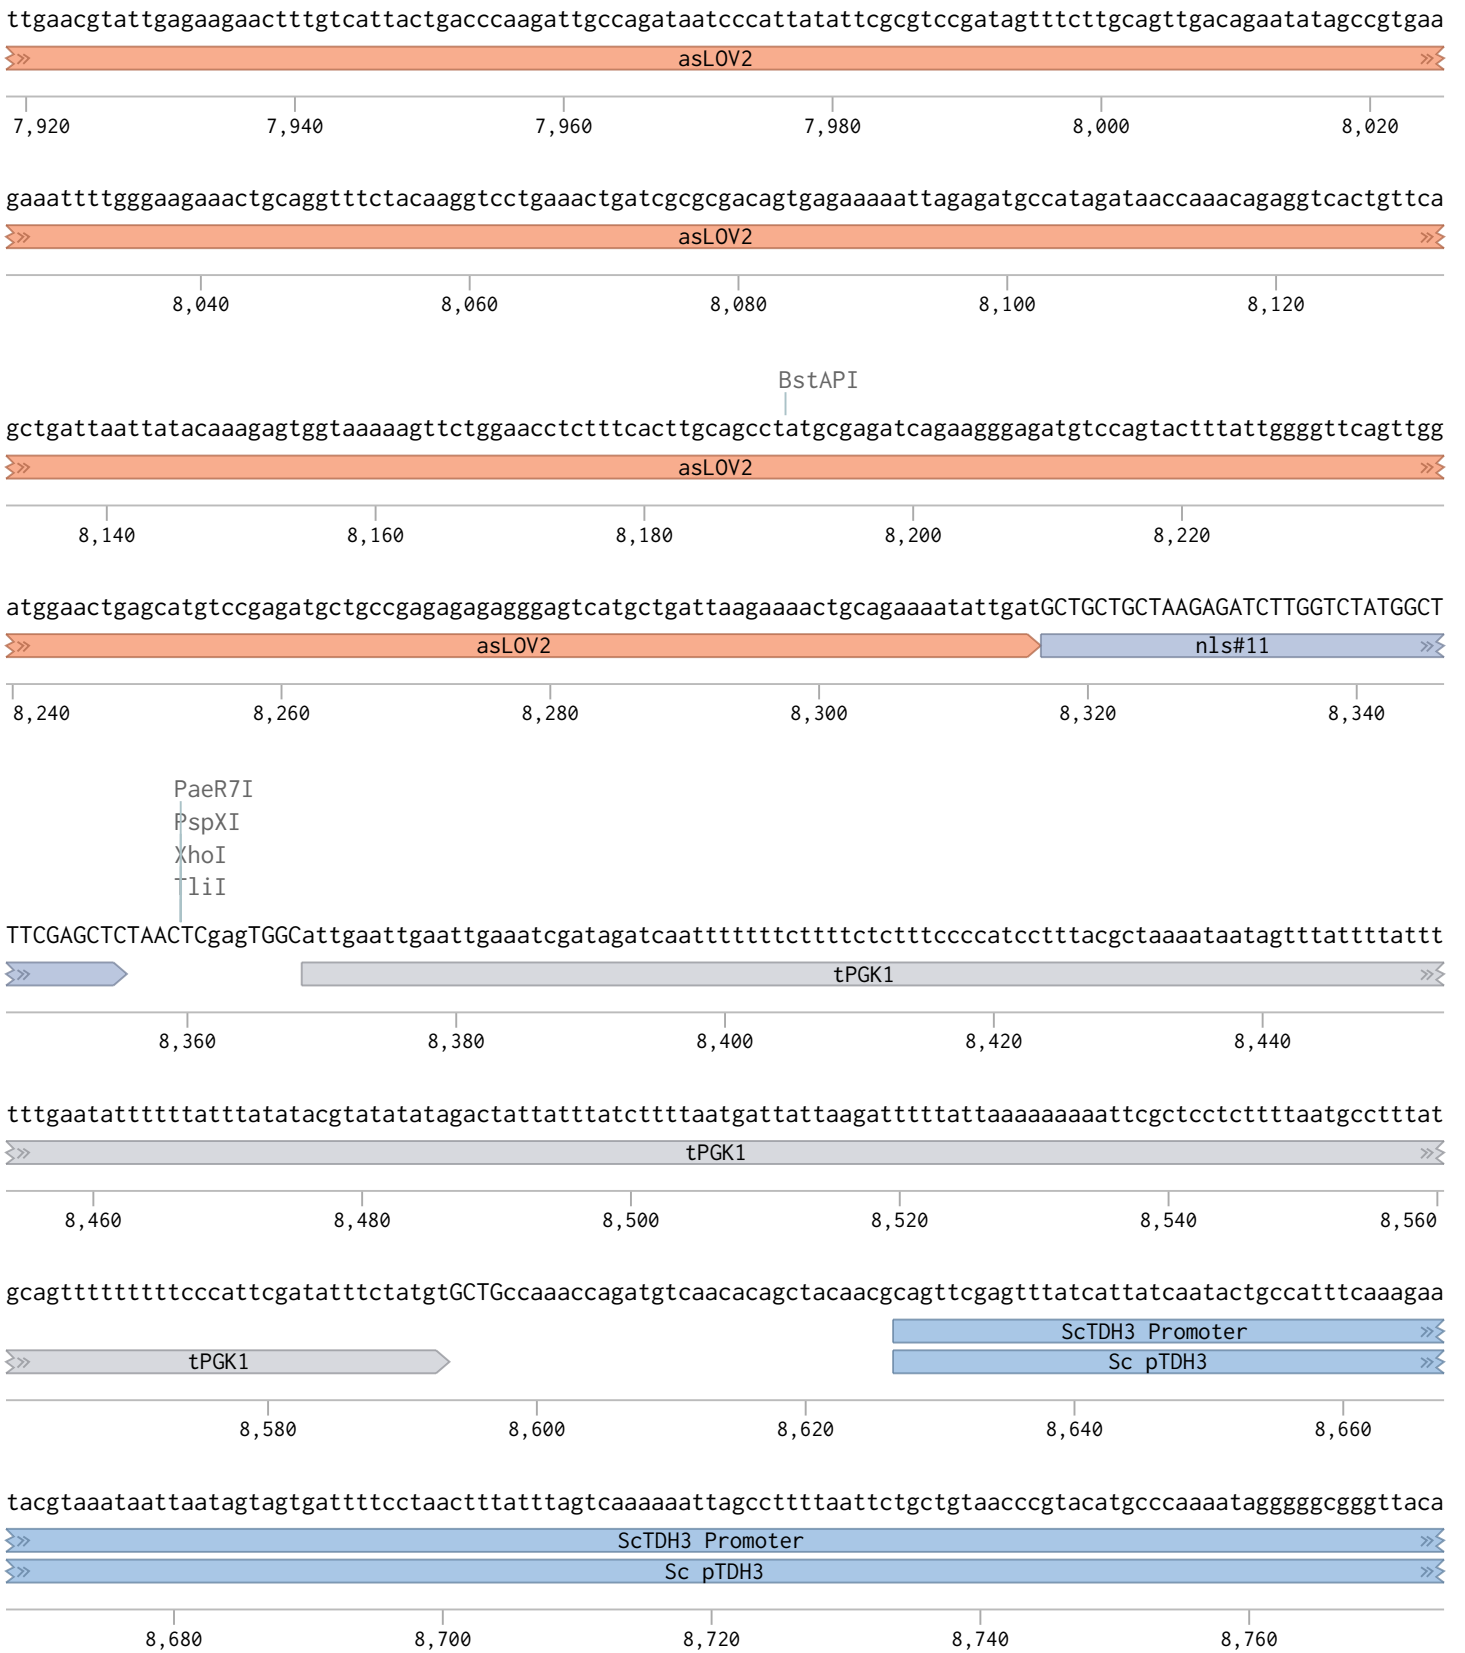 ttgaacgtattgagaagaactttgtcattactgacccaagattgccagataatcccattatattcgcgtccgatagtttcttgcagttgacagaatatagccgtgaa
asLOV2
7,920 7,940 7,960 7,980 8,000 8,020
gaaattttgggaagaaactgcaggtttctacaaggtcctgaaactgatcgcgcgacagtgagaaaaattagagatgccatagataaccaaacagaggtcactgttca
asLOV2
8,040 8,060 8,080 8,100 8,120
BstAPI
gctgattaattatacaaagagtggtaaaaagttctggaacctctttcacttgcagcctatgcgagatcagaagggagatgtccagtactttattggggttcagttgg
asLOV2
8,140 8,160 8,180 8,200 8,220
atggaactgagcatgtccgagatgctgccgagagagagggagtcatgctgattaagaaaactgcagaaaatattgatGCTGCTGCTAAGAGATCTTGGTCTATGGCT
asLOV2 nls#11
8,240 8,260 8,280 8,300 8,320 8,340
PaeR7I
PspXI
XhoI
TliI
TTCGAGCTCTAACTCgagTGGCattgaattgaattgaaatcgatagatcaatttttttcttttctctttccccatcctttacgctaaaataatagtttattttattt
tPGK1
8,360 8,380 8,400 8,420 8,440
tttgaatattttttatttatatacgtatatatagactattatttatcttttaatgattattaagatttttattaaaaaaaaattcgctcctcttttaatgcctttat
tPGK1
8,460 8,480 8,500 8,520 8,540 8,560
gcagtttttttttcccattcgatatttctatgtGCTGccaaaccagatgtcaacacagctacaacgcagttcgagtttatcattatcaatactgccatttcaaagaa
ScTDH3 Promoter
tPGK1 Sc pTDH3
8,580 8,600 8,620 8,640 8,660
tacgtaaataattaatagtagtgattttcctaactttatttagtcaaaaaattagccttttaattctgctgtaacccgtacatgcccaaaatagggggcgggttaca
ScTDH3 Promoter
Sc pTDH3
8,680 8,700 8,720 8,740 8,760